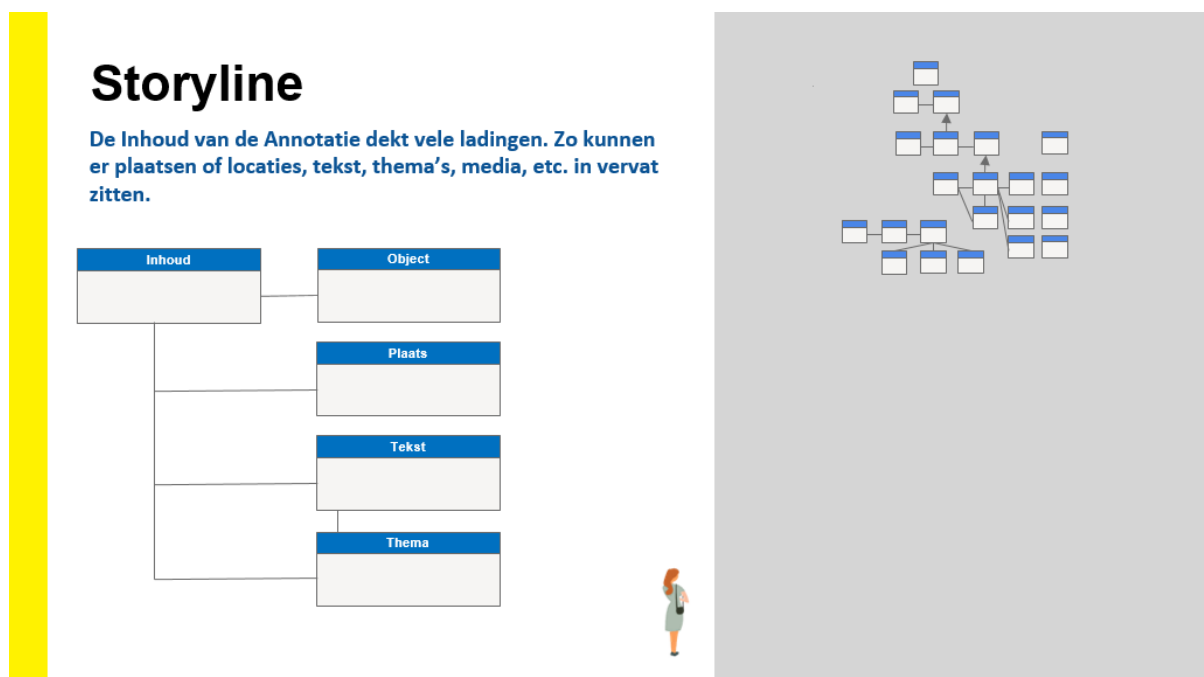 Storyline
De Inhoud van de Annotatie dekt vele ladingen. Zo kunnen
er plaatsen of locaties, tekst, thema's, media, etc. in vervat
zitten.
Inhoud
Object
Plaats
Tekst
Thema